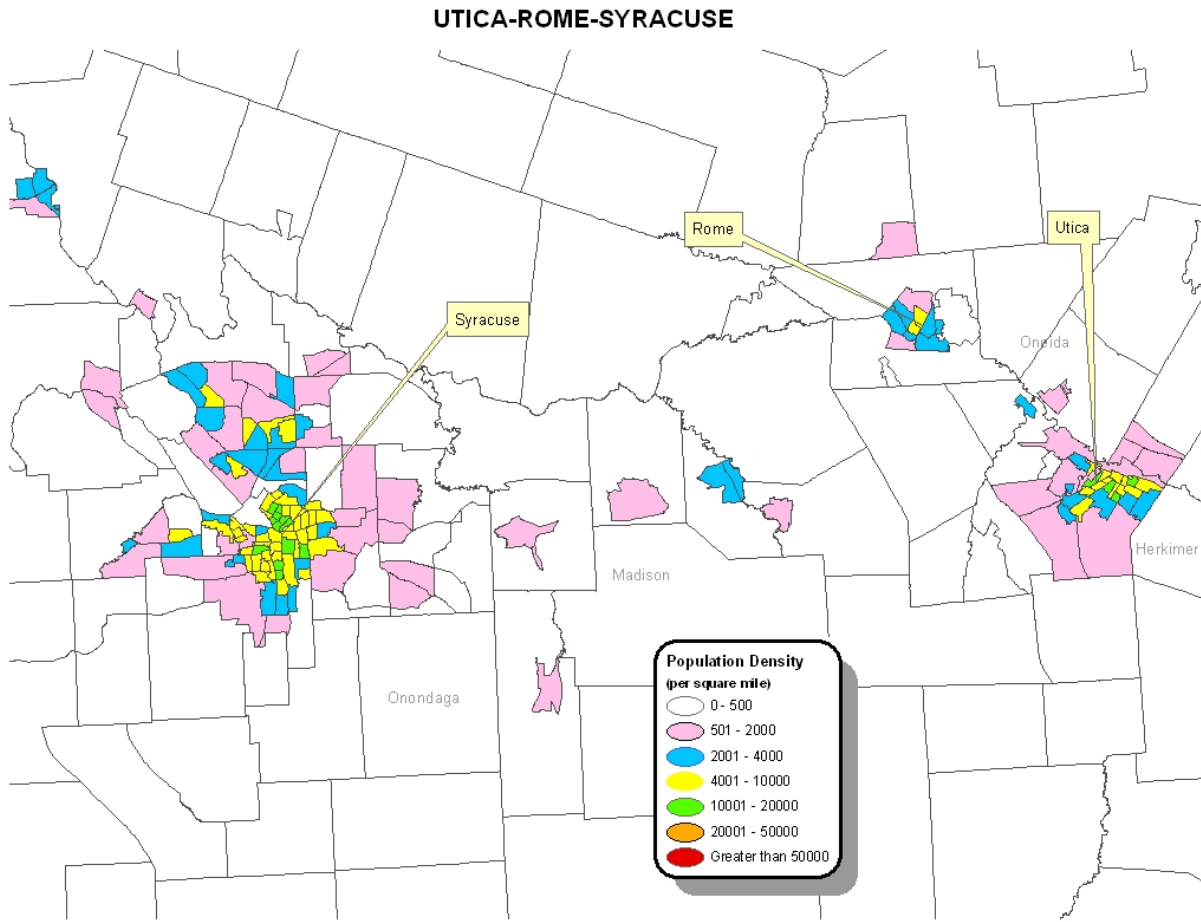 UTICA-ROME-SYRACUSE
Rome
Utica
Syracuse
Oneida
Herkimer
Madison
Onondaga
Population Density
(per square mile)
0 - 500
501 - 2000
2001 - 4000
4001 - 10000
10001 - 20000
20001 - 50000
Greater than 50000